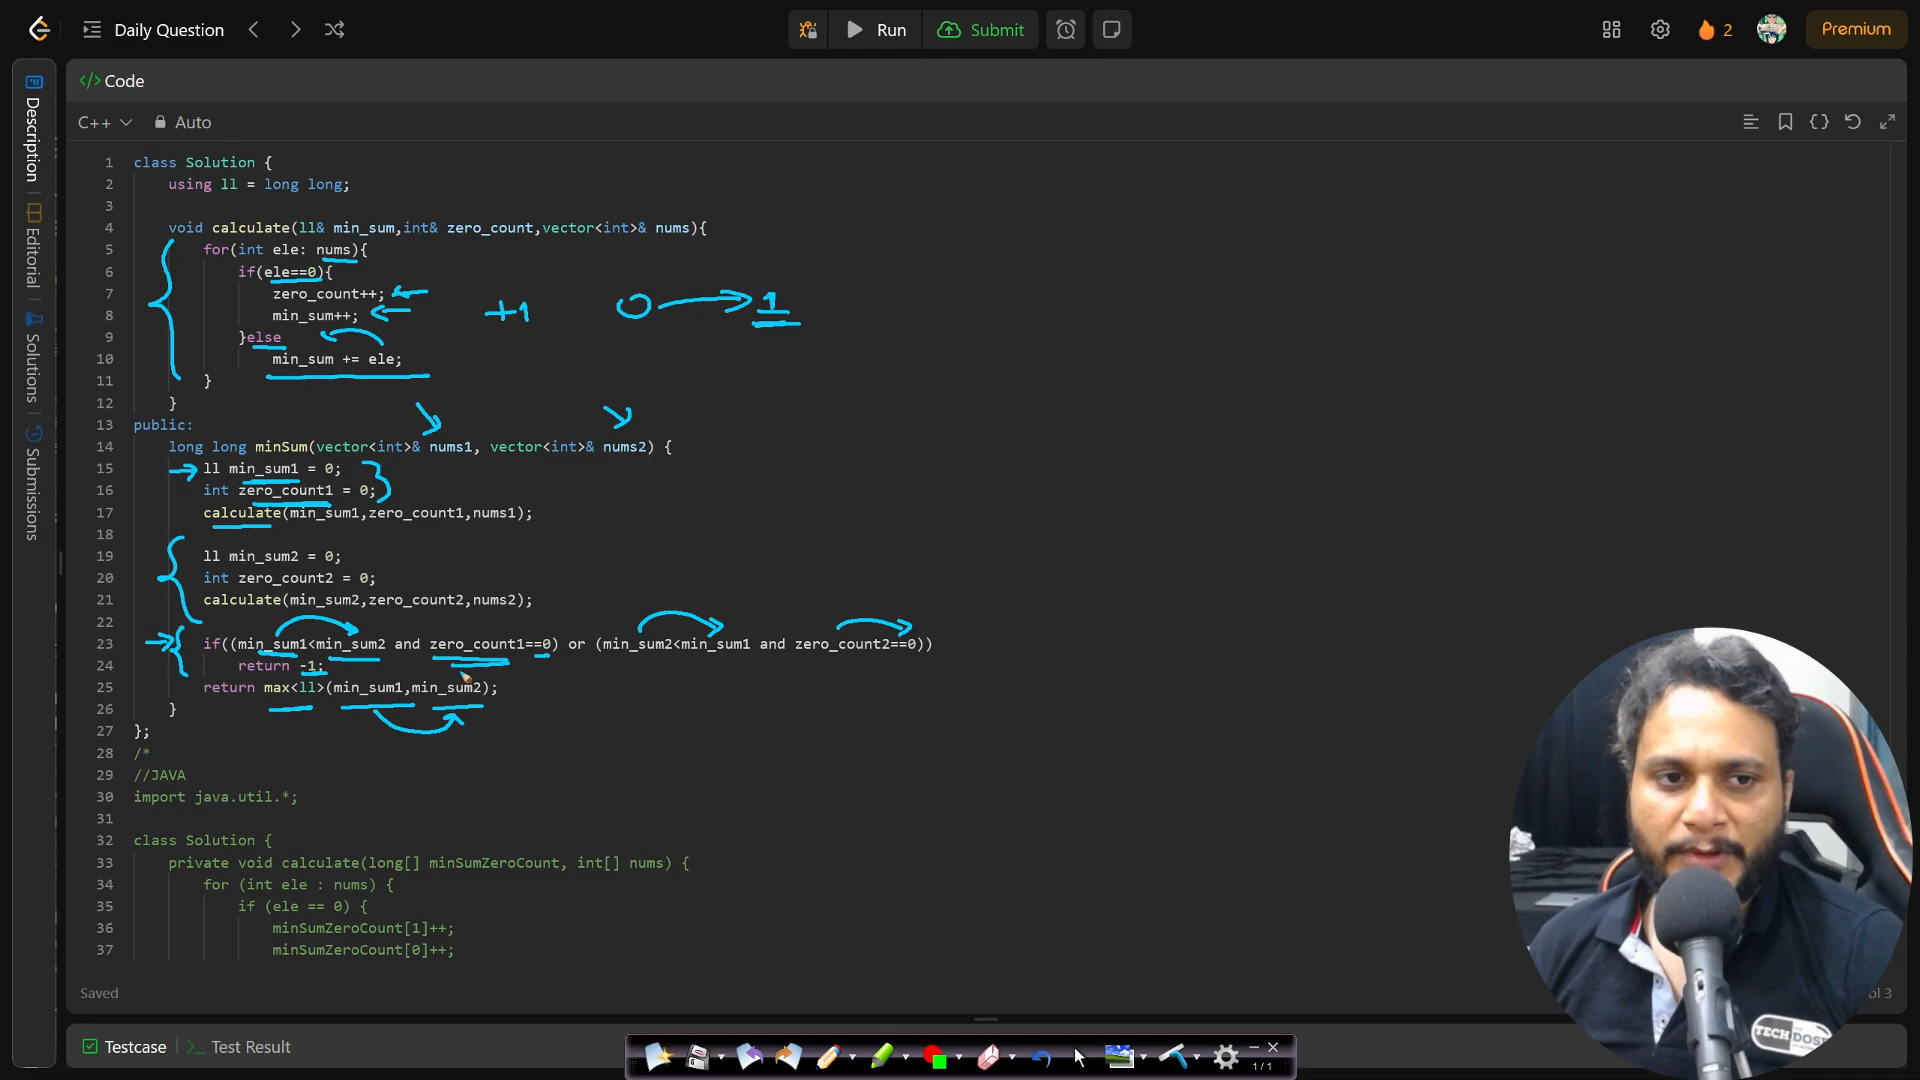 Daily Question
Run
Submit
2
Premium
Description
Editorial
Solutions
Submissions
</> Code
C++
Auto
1 class Solution {
2 using ll = long long;
3
4 void calculate(ll& min_sum,int& zero_count,vector<int>& nums){
5 for(int ele: nums){
6 if(ele==0){
7 zero_count++;
8 min_sum++;
+1 0 1
9 }else
10 min_sum += ele;
11 }
12 }
13 public:
14 long long minSum(vector<int>& nums1, vector<int>& nums2) {
15 ll min_sum1 = 0;
16 int zero_count1 = 0;
17 calculate(min_sum1,zero_count1,nums1);
18
19 ll min_sum2 = 0;
20 int zero_count2 = 0;
21 calculate(min_sum2,zero_count2,nums2);
22
23 if((min_sum1<min_sum2 and zero_count1==0) or (min_sum2<min_sum1 and zero_count2==0))
24 return -1;
25 return max<ll>(min_sum1,min_sum2);
26 }
27 };
28 /*
29 //JAVA
30 import java.util.*;
31
32 class Solution {
33 private void calculate(long[] minSumZeroCount, int[] nums) {
34 for (int ele : nums) {
35 if (ele == 0) {
36 minSumZeroCount[1]++;
37 minSumZeroCount[0]++;
Saved
ol 3
Testcase
Test Result
1/1
TECH DOSE